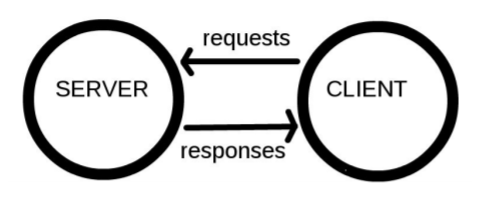 requests
SERVER
CLIENT
responses